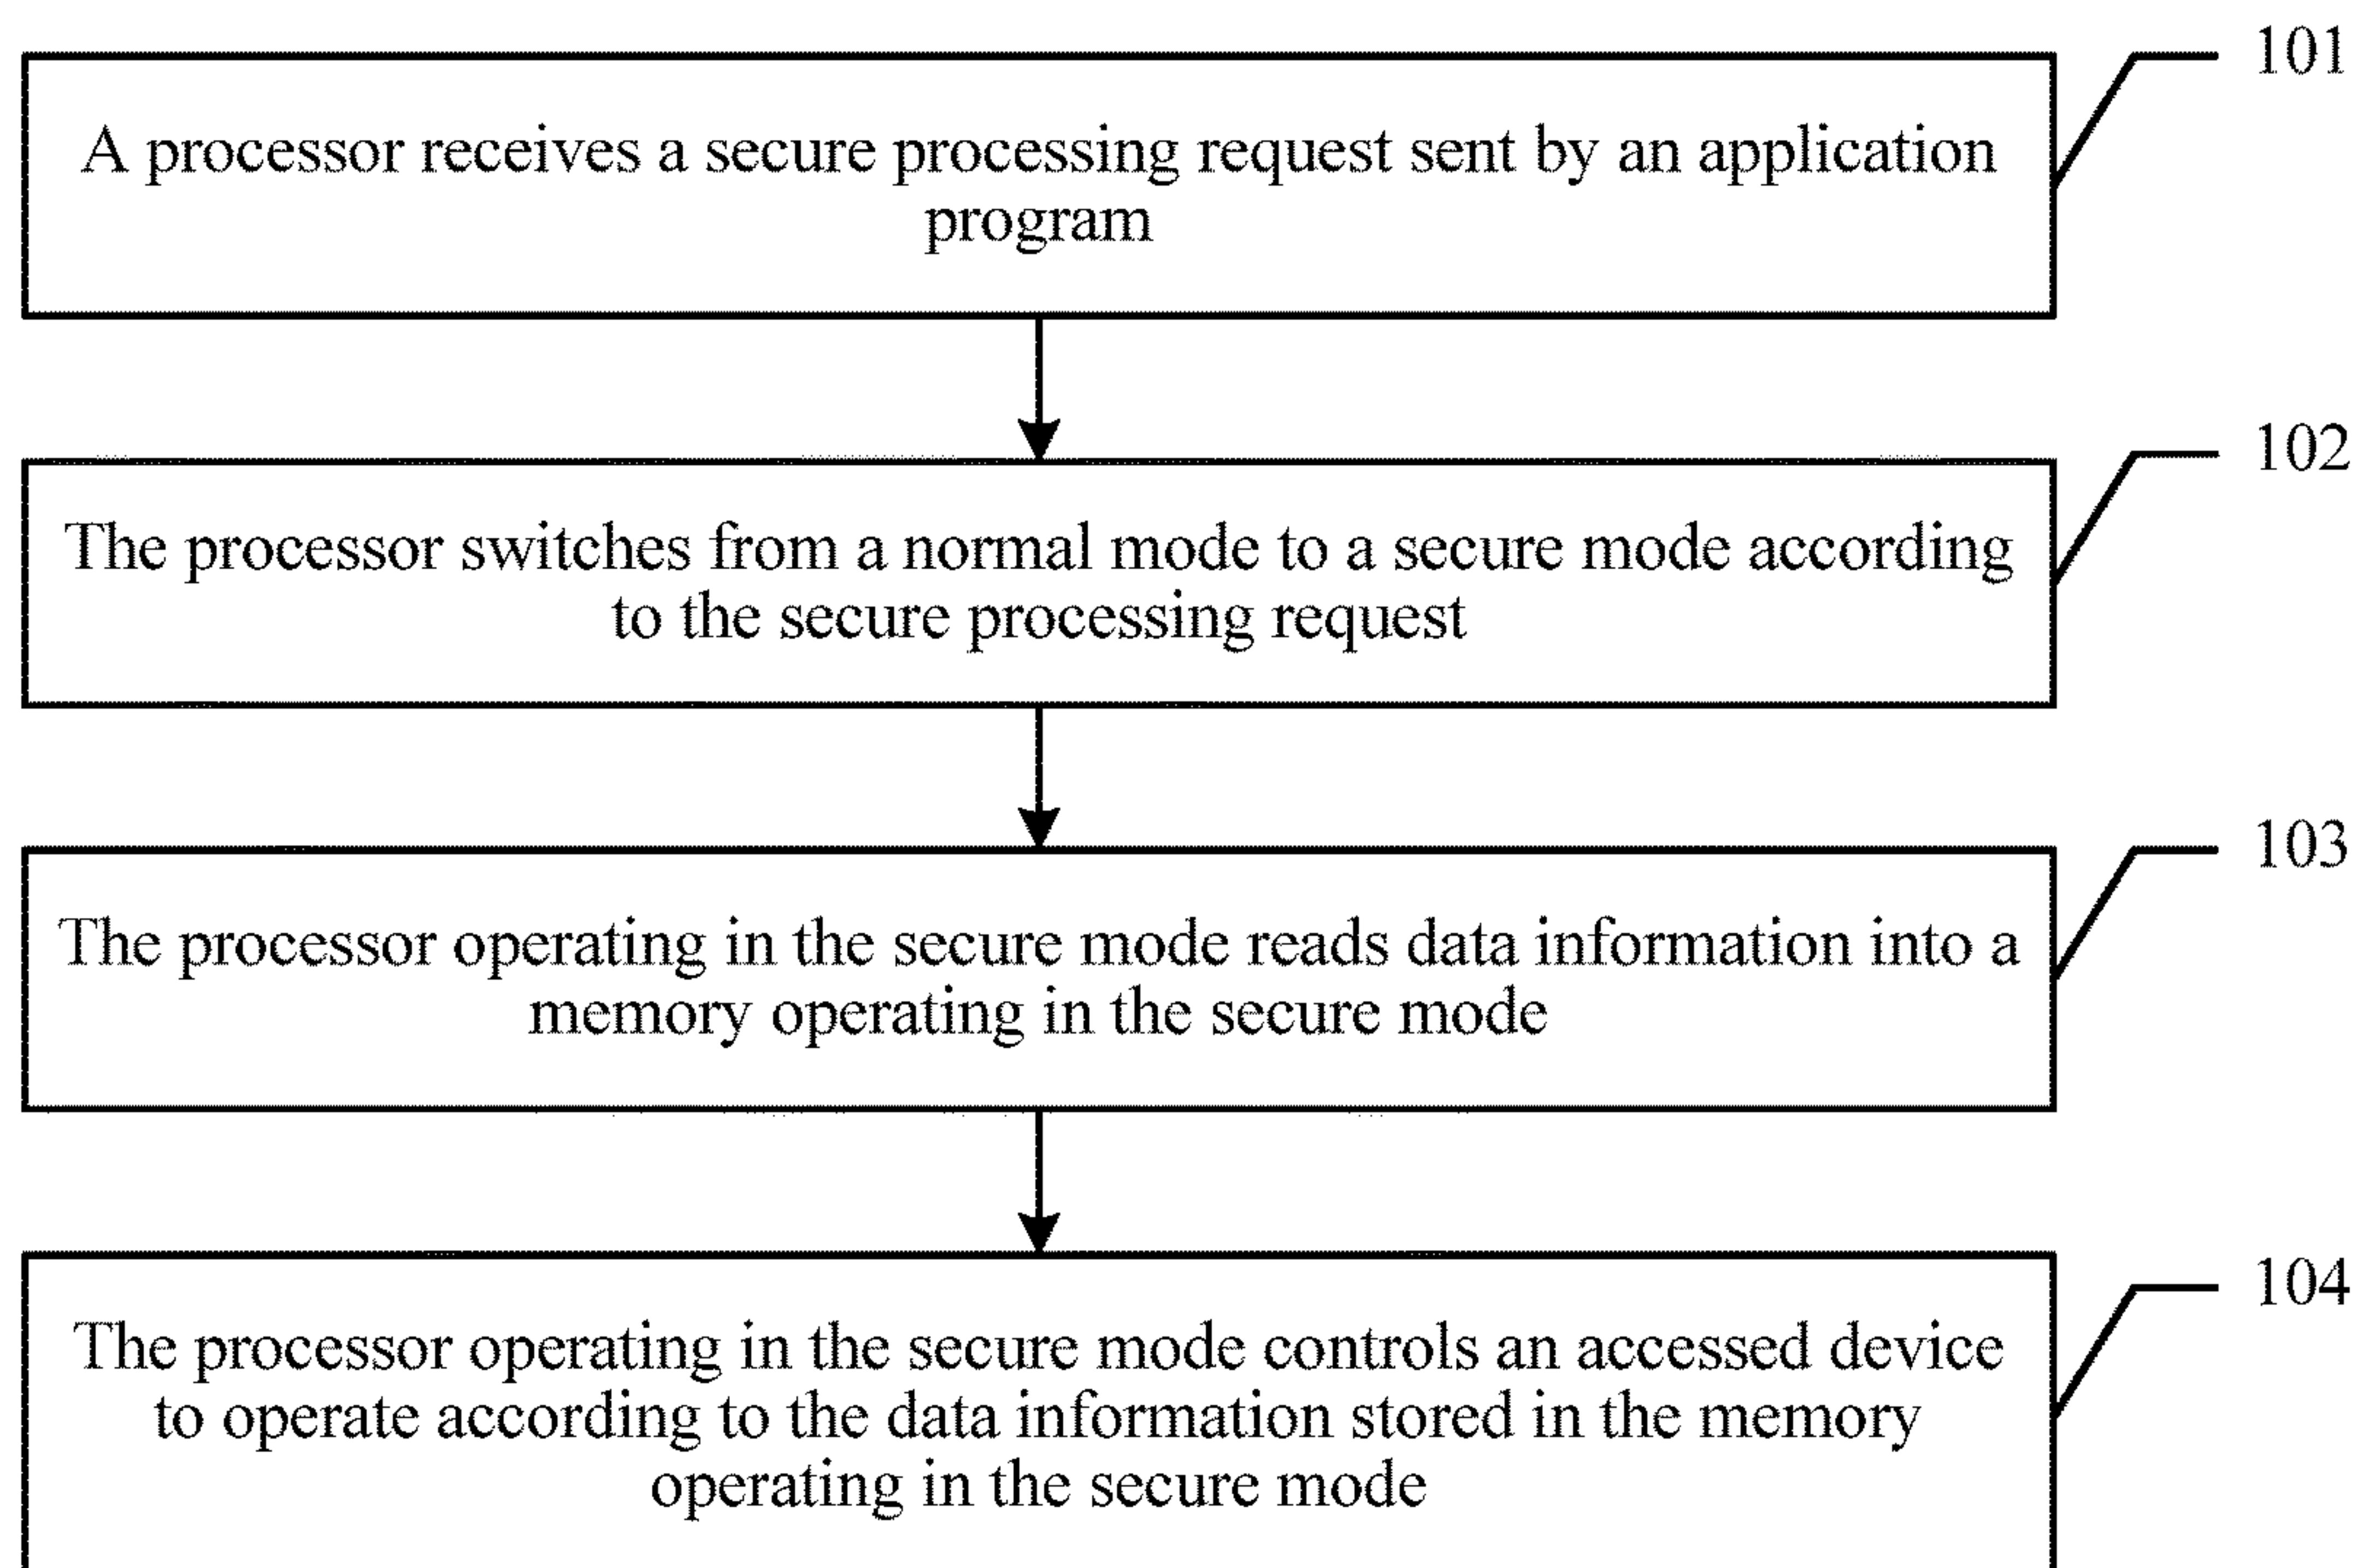 101
A processor receives a secure processing request sent by an application
program
102
The processor switches from a normal mode to a secure mode according
to the secure processing request
103
The processor operating in the secure mode reads data information into a
memory operating in the secure mode
104
The processor operating in the secure mode controls an accessed device
to operate according to the data information stored in the memory
operating in the secure mode